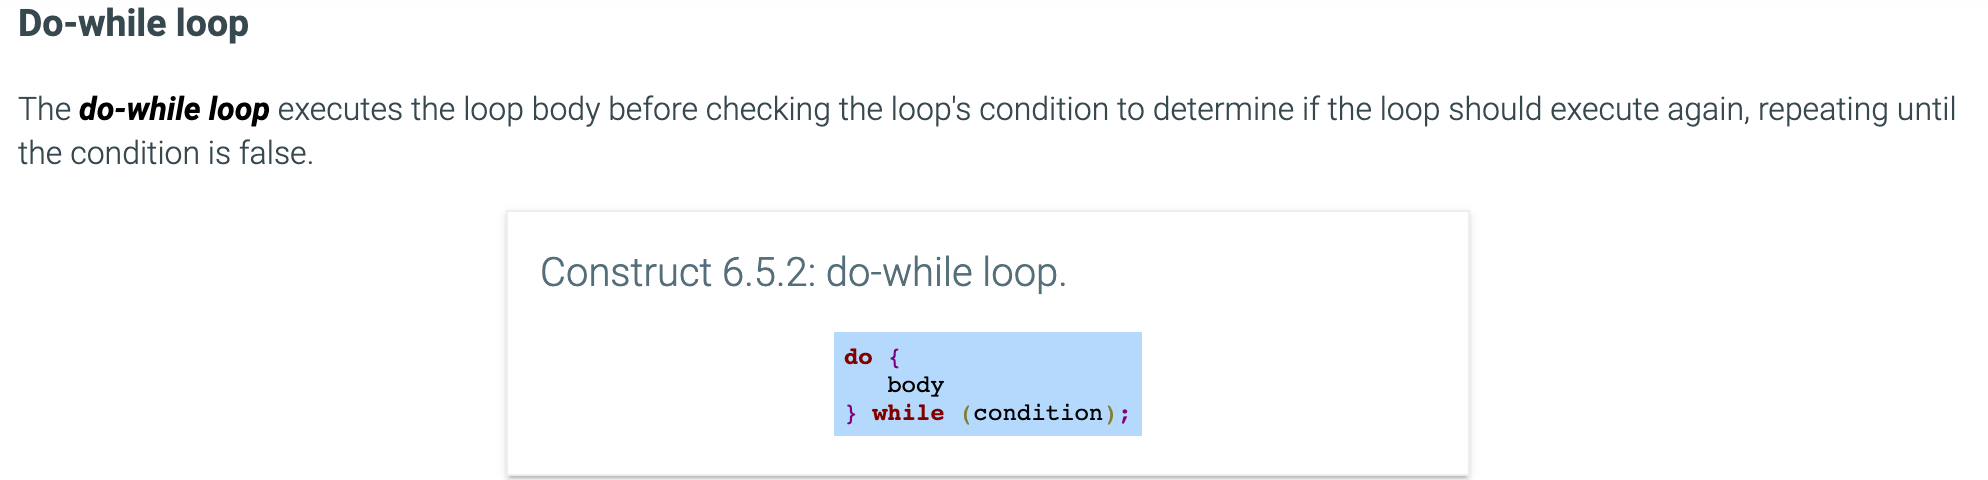 Do-while loop
The do-while loop executes the loop body before checking the loop's condition to determine if the loop should execute again, repeating until
the condition is false.
Construct 6.5.2: do-while loop.
do {
   body
} while (condition);